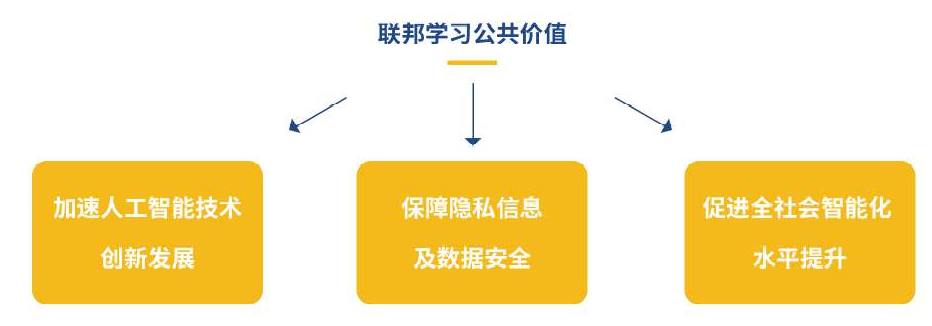 联邦学习公共价值
加速人工智能技术
创新发展
保障隐私信息
及数据安全
促进全社会智能化
水平提升